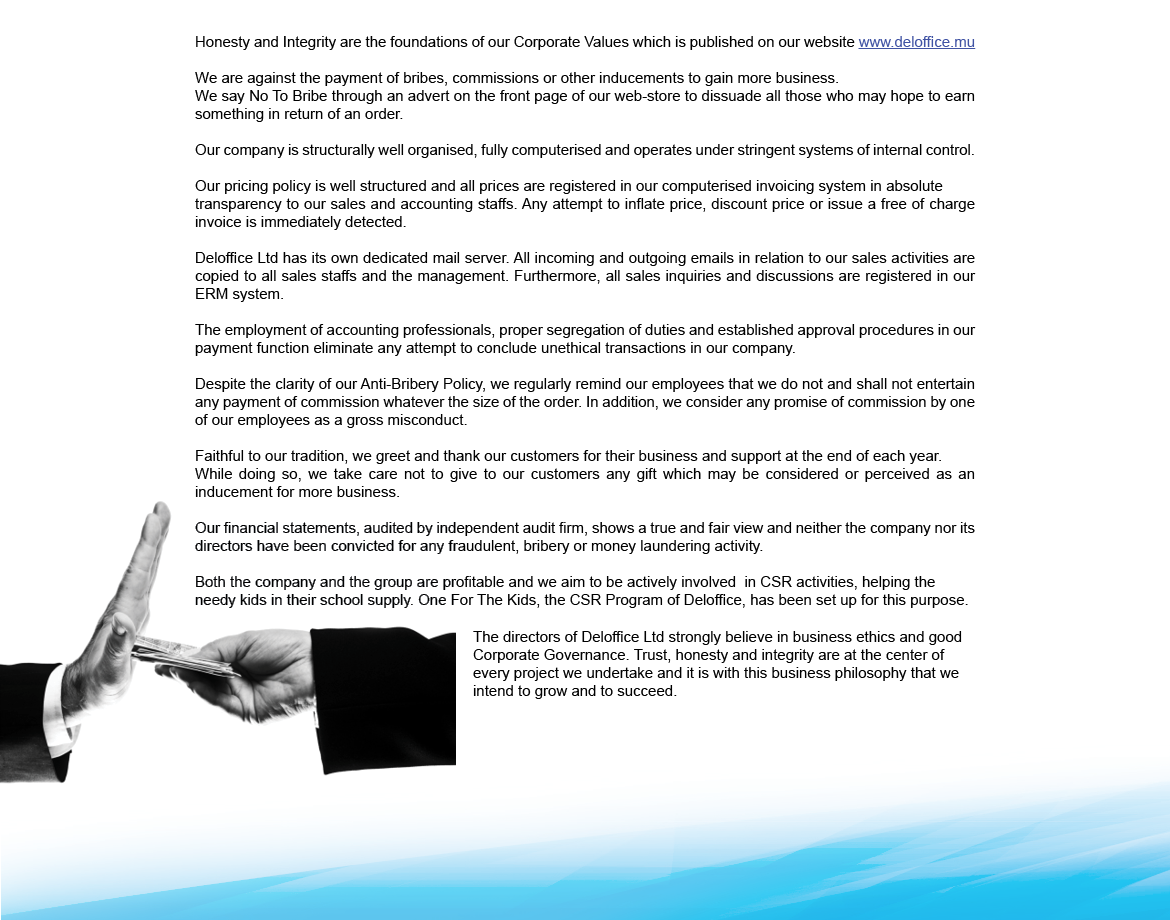 Honesty and Integrity are the foundations of our Corporate Values which is published on our website www.deloffice.mu
We are against the payment of bribes, commissions or other inducements to gain more business.
We say No To Bribe through an advert on the front page of our web-store to dissuade all those who may hope to earn
something in return of an order.
Our company is structurally well organised, fully computerised and operates under stringent systems of internal control.
Our pricing policy is well structured and all prices are registered in our computerised invoicing system in absolute
transparency to our sales and accounting staffs. Any attempt to inflate price, discount price or issue a free of charge
invoice is immediately detected.
Deloffice Ltd has its own dedicated mail server. All incoming and outgoing emails in relation to our sales activities are
copied to all sales staffs and the management. Furthermore, all sales inquiries and discussions are registered in our
ERM system.
The employment of accounting professionals, proper segregation of duties and established approval procedures in our
payment function eliminate any attempt to conclude unethical transactions in our company.
Despite the clarity of our Anti-Bribery Policy, we regularly remind our employees that we do not and shall not entertain
any payment of commission whatever the size of the order. In addition, we consider any promise of commission by one
of our employees as a gross misconduct.
Faithful to our tradition, we greet and thank our customers for their business and support at the end of each year.
While doing so, we take care not to give to our customers any gift which may be considered or perceived as an
inducement for more business.
Our financial statements, audited by independent audit firm, shows a true and fair view and neither the company nor its
directors have been convicted for any fraudulent, bribery or money laundering activity.
Both the company and the group are profitable and we aim to be actively involved  in CSR activities, helping the
needy kids in their school supply. One For The Kids, the CSR Program of Deloffice, has been set up for this purpose.
The directors of Deloffice Ltd strongly believe in business ethics and good
Corporate Governance. Trust, honesty and integrity are at the center of
every project we undertake and it is with this business philosophy that we
intend to grow and to succeed.